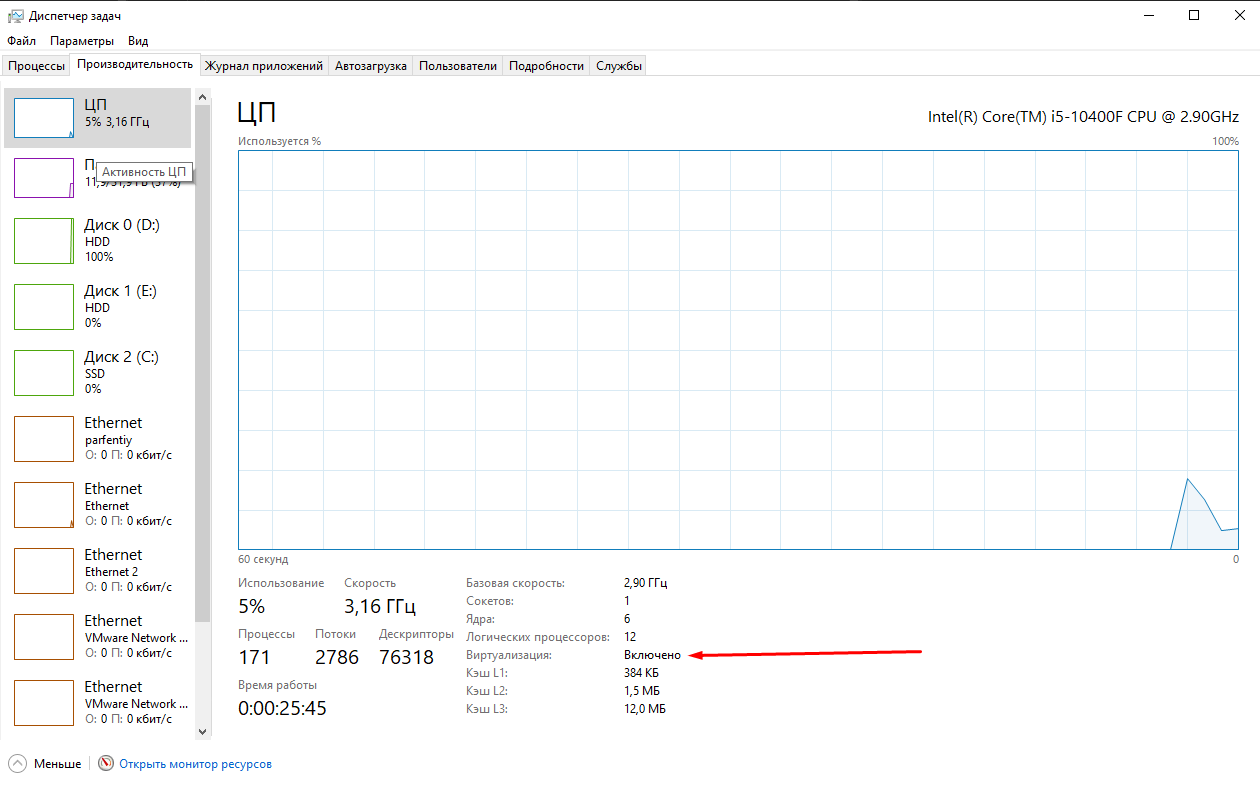 Диспетчер задач
Файл Параметры Вид
Процессы Производительность Журнал приложений Автозагрузка Пользователи Подробности Службы
ЦП
5% 3,16 ГГц
П
Активность ЦП
Диск 0 (D:)
HDD
100%
Диск 1 (E:)
HDD
0%
Диск 2 (C:)
SSD
0%
Ethernet
parfentiy
О: 0 П: 0 кбит/с
Ethernet
Ethernet
О: 0 П: 0 кбит/с
Ethernet
Ethernet 2
О: 0 П: 0 кбит/с
Ethernet
VMware Network ...
О: 0 П: 0 кбит/с
Ethernet
VMware Network ...
О: 0 П: 0 кбит/с
ЦП
Intel(R) Core(TM) i5-10400F CPU @ 2.90GHz
Используется % 100%
60 секунд 0
Использование Скорость
5% 3,16 ГГц
Процессы Потоки Дескрипторы
171 2786 76318
Время работы
0:00:25:45
Базовая скорость: 2,90 ГГц
Сокетов: 1
Ядра: 6
Логических процессоров: 12
Виртуализация: Включено
Кэш L1: 384 КБ
Кэш L2: 1,5 МБ
Кэш L3: 12,0 МБ
Меньше Открыть монитор ресурсов